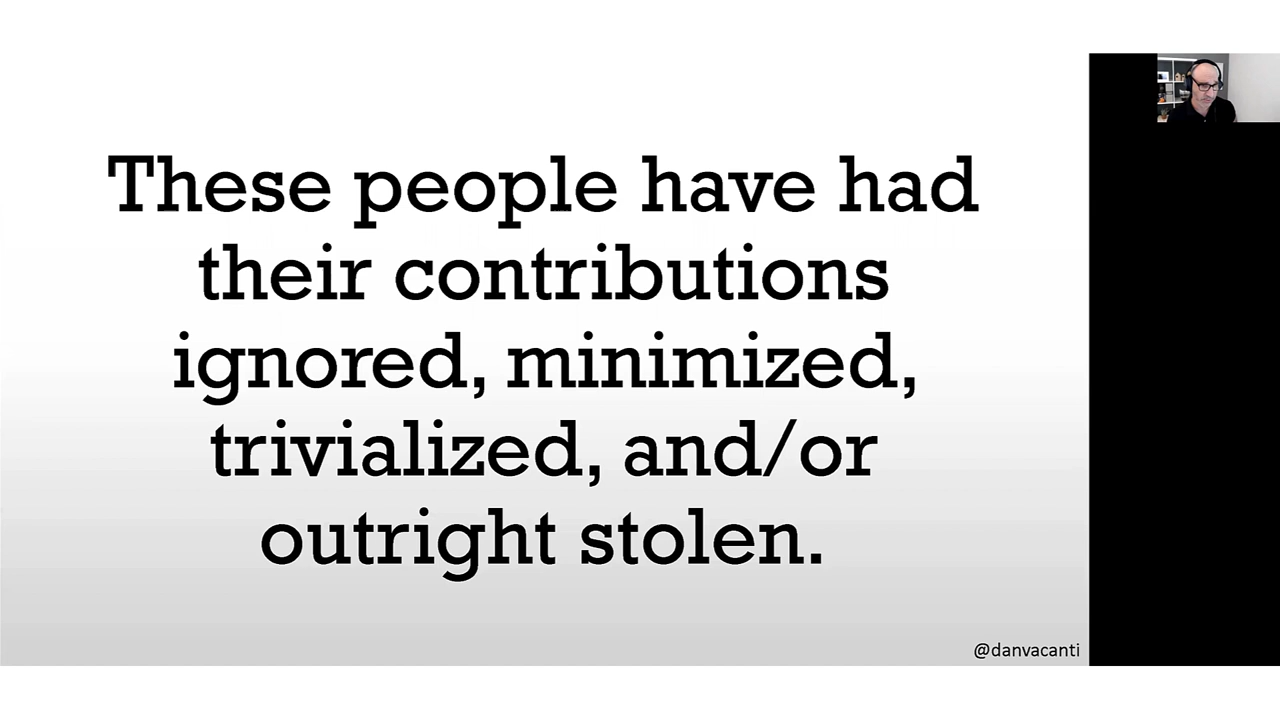 These people have had
their contributions
ignored, minimized,
trivialized, and/or
outright stolen.
@danvacanti